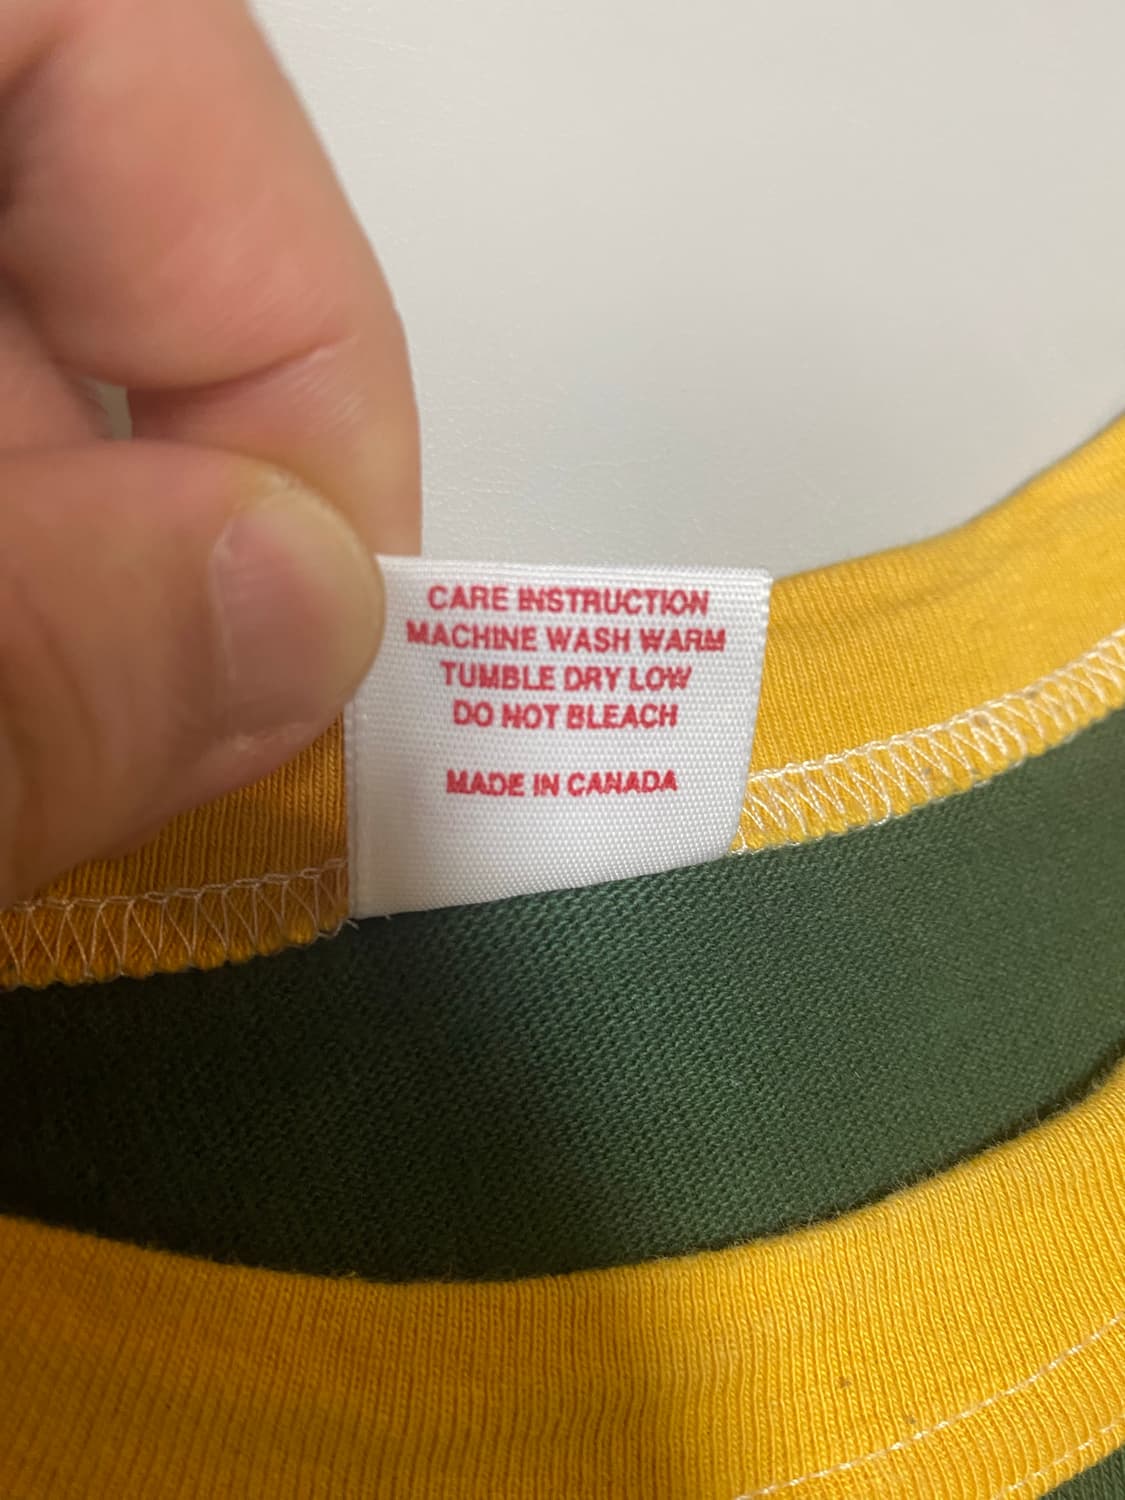 CARE INSTRUCTION
MACHINE WASH WARM
TUMBLE DRY LOW
DO NOT BLEACH
MADE IN CANADA